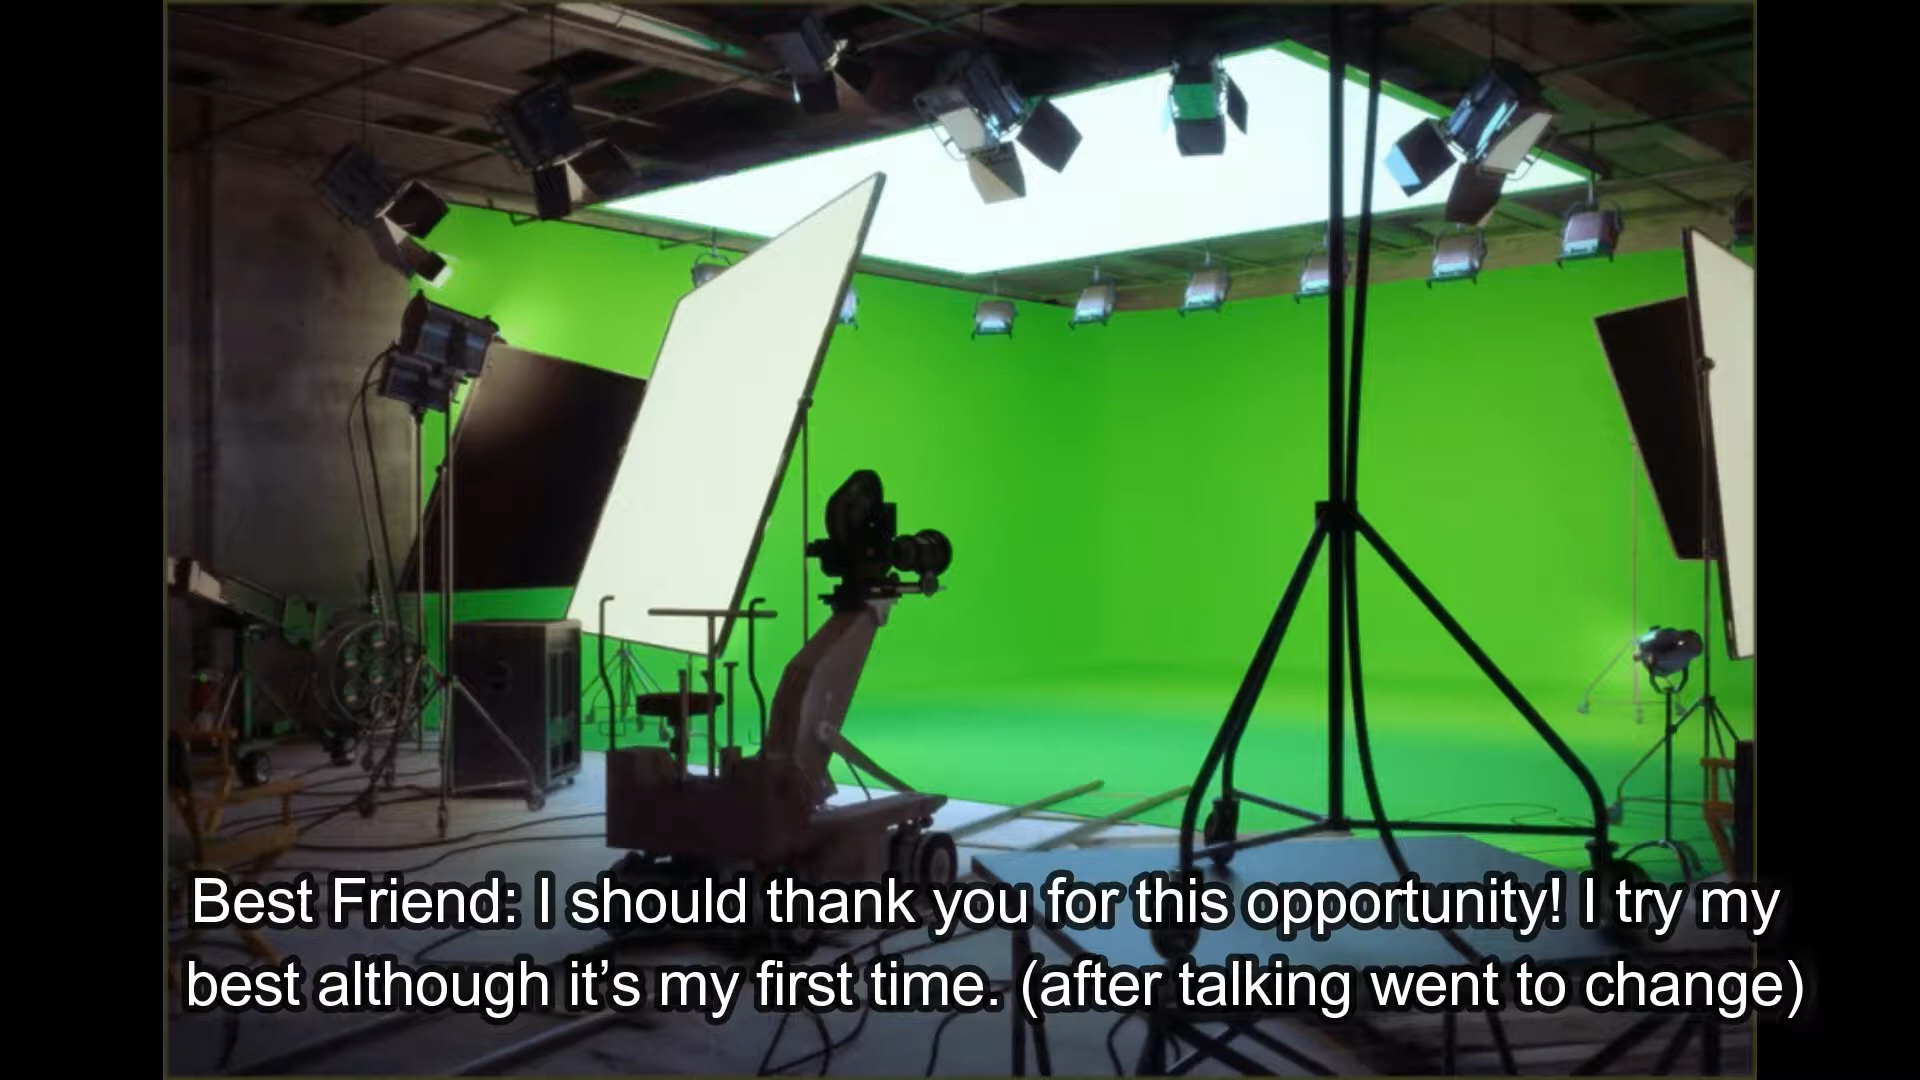 Best Friend: I should thank you for this opportunity! I try my
best although it’s my first time. (after talking went to change)